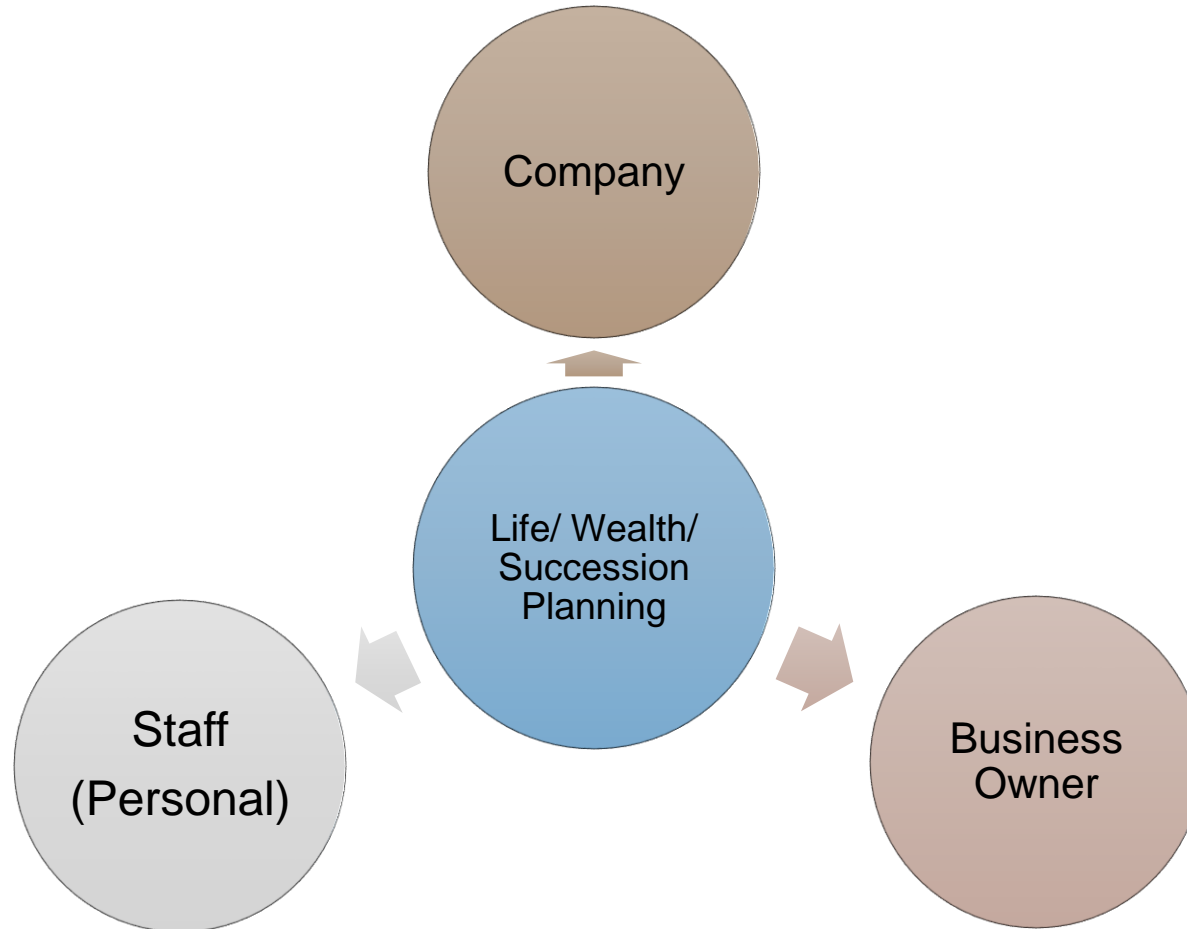 Company
Life/ Wealth/
Succession
Planning
Staff
(Personal)
Business
Owner